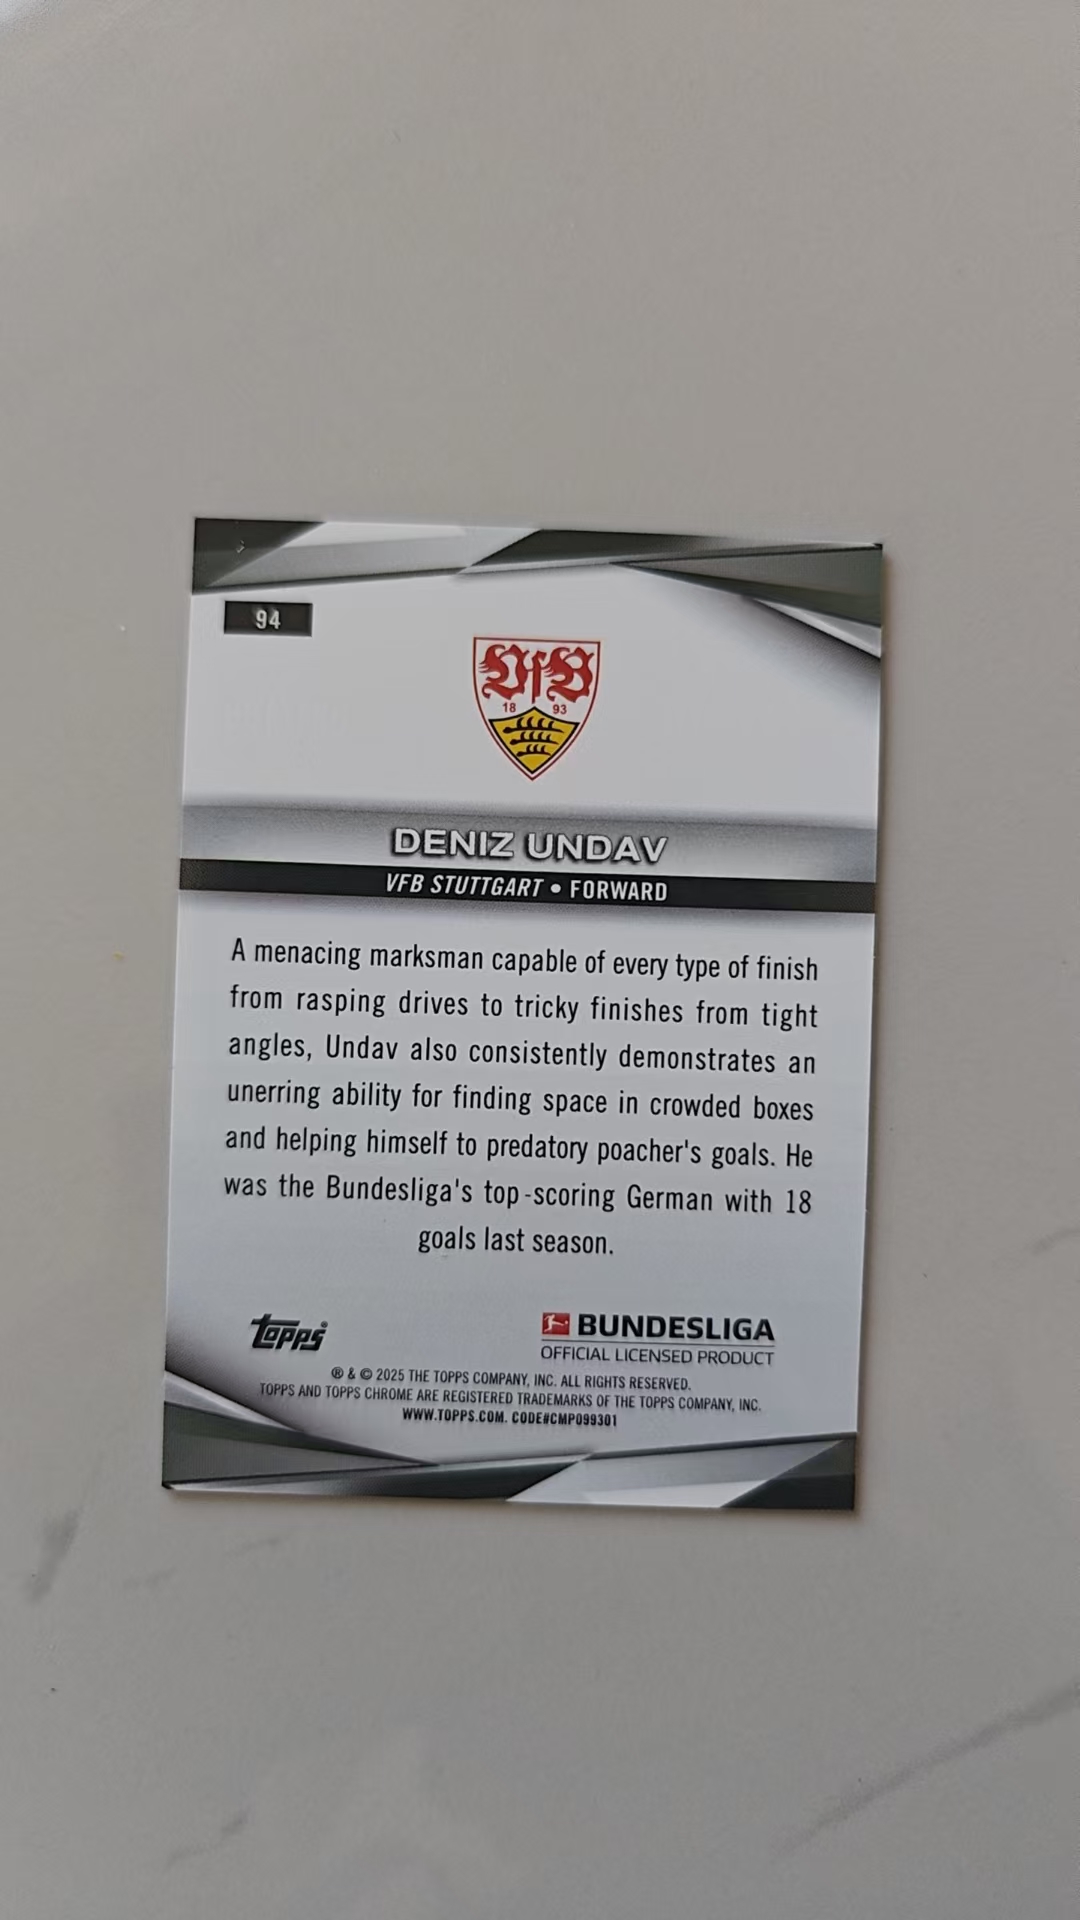 94
VfB
18 93
DENIZ UNDAV
VFB STUTTGART • FORWARD
A menacing marksman capable of every type of finish
from rasping drives to tricky finishes from tight
angles, Undav also consistently demonstrates an
unerring ability for finding space in crowded boxes
and helping himself to predatory poacher's goals. He
was the Bundesliga's top-scoring German with 18
goals last season.
topps®
BUNDESLIGA
OFFICIAL LICENSED PRODUCT
® & © 2025 THE TOPPS COMPANY, INC. ALL RIGHTS RESERVED.
TOPPS AND TOPPS CHROME ARE REGISTERED TRADEMARKS OF THE TOPPS COMPANY, INC.
WWW.TOPPS.COM. CODE#CMP099301